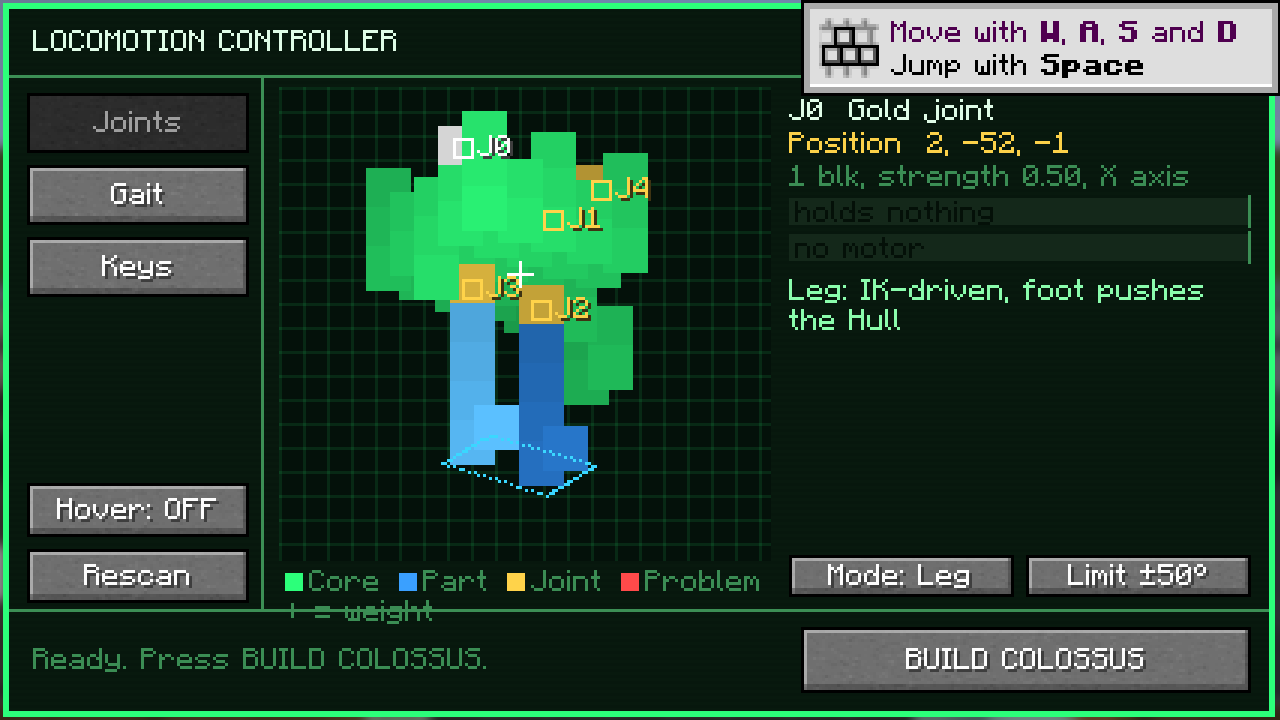 LOCOMOTION CONTROLLER
Move with W, A, S and D
Jump with Space
Joints
Gait
Keys
Hover: OFF
Rescan
J0
J4
J1
J3
J2
Core Part Joint Problem
+ = weight
J0 Gold joint
Position 2, -52, -1
1 blk, strength 0.50, X axis
holds nothing
no motor
Leg: IK-driven, foot pushes
the Hull
Mode: Leg
Limit ±50º
Ready. Press BUILD COLOSSUS.
BUILD COLOSSUS